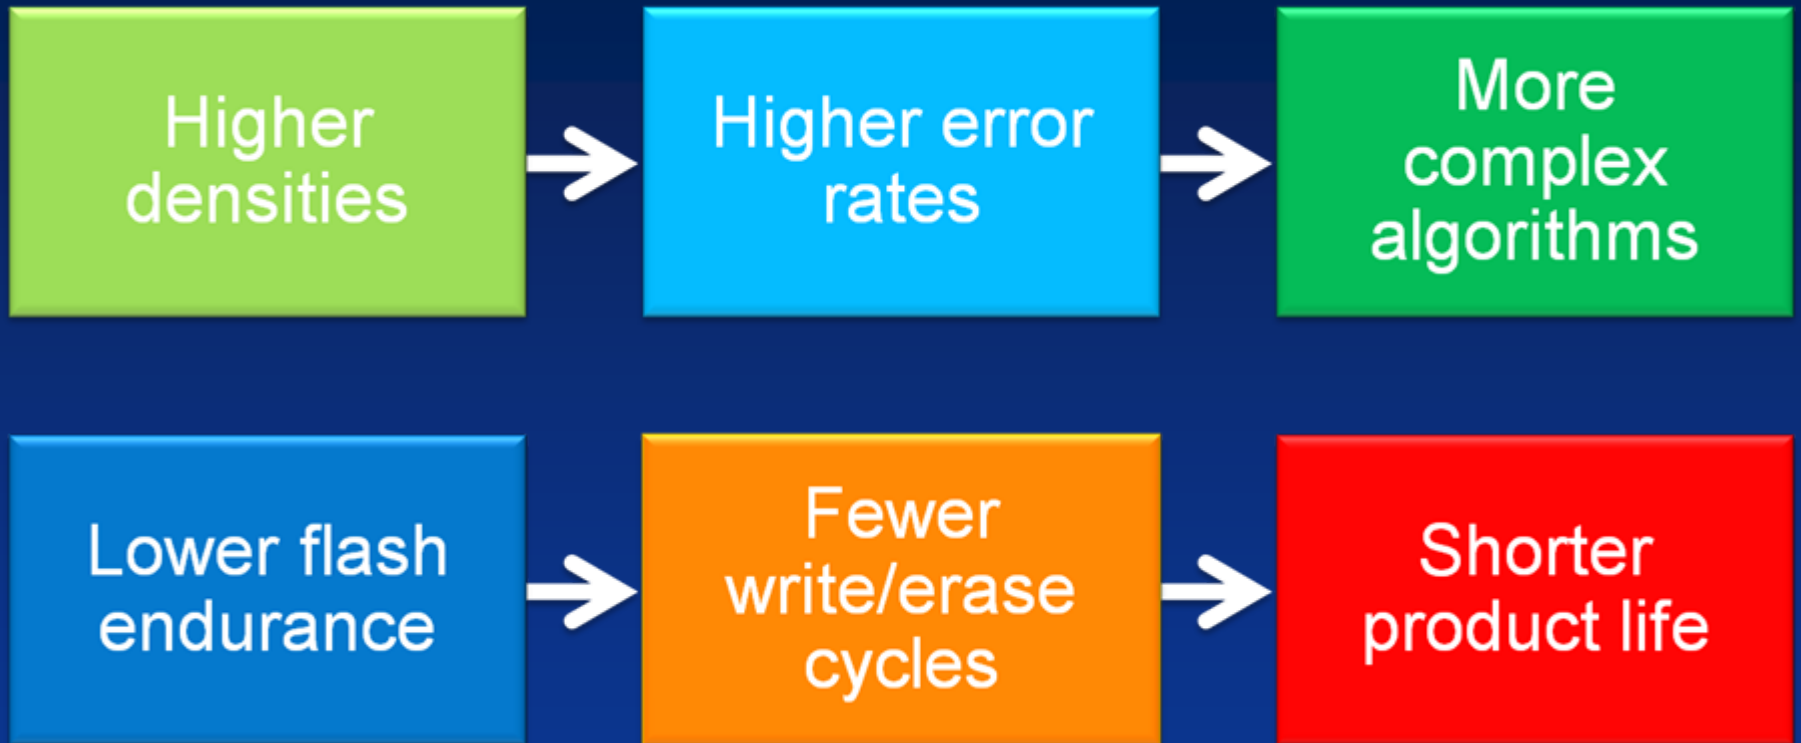 Higher
densities
Higher error
rates
More
complex
algorithms
Lower flash
endurance
Fewer
write/erase
cycles
Shorter
product life